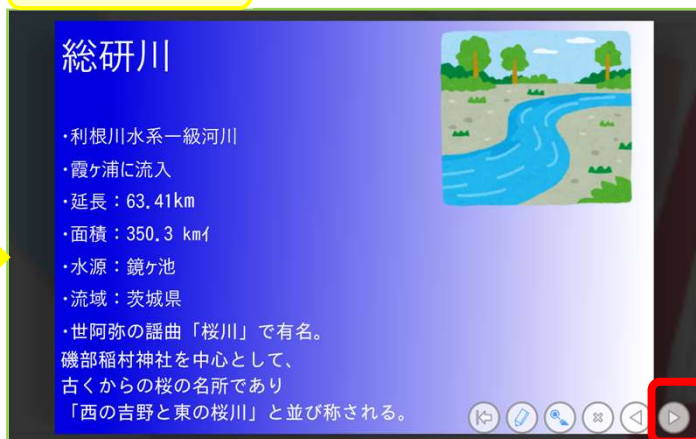 総研川
・利根川水系一級河川
・霞ヶ浦に流入
・延長：63.41km
・面積：350.3 km²
・水源：鏡ヶ池
・流域：茨城県
・世阿弥の謡曲「桜川」で有名。
磯部稲村神社を中心として、
古くからの桜の名所であり
「西の吉野と東の桜川」と並び称される。